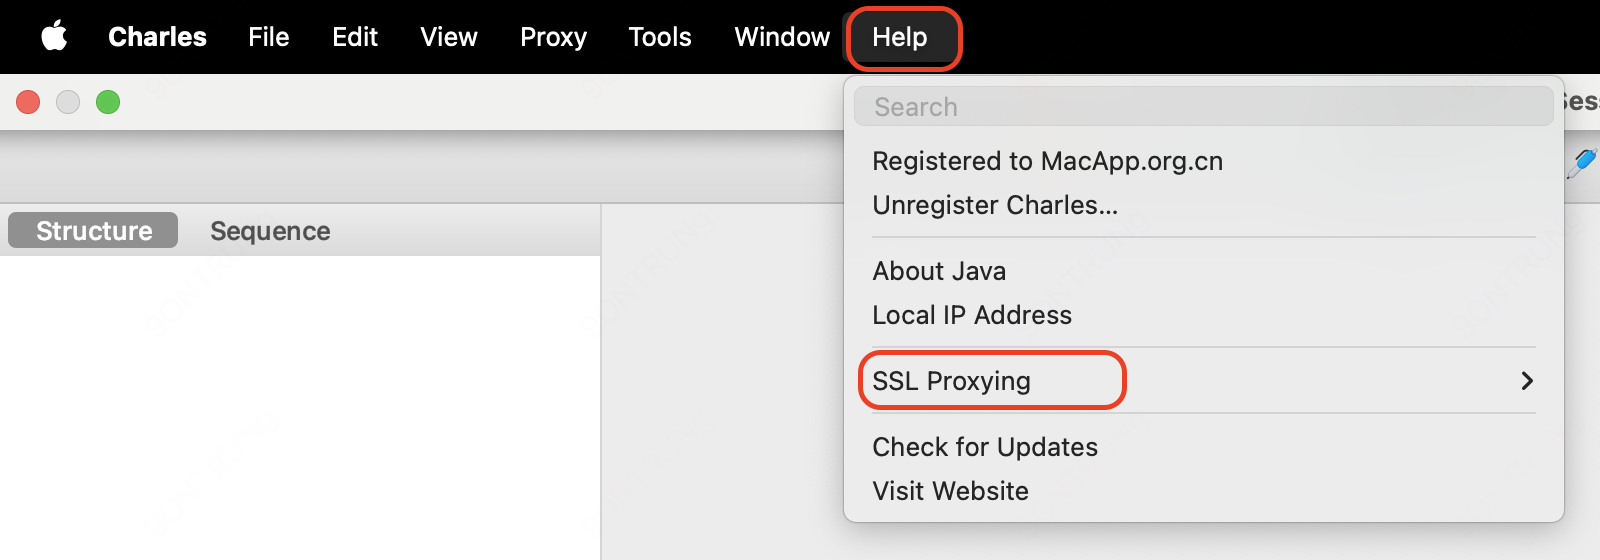 Charles File Edit View Proxy Tools Window Help
Search
Registered to MacApp.org.cn
Unregister Charles...
Structure Sequence
About Java
Local IP Address
SSL Proxying
Check for Updates
Visit Website